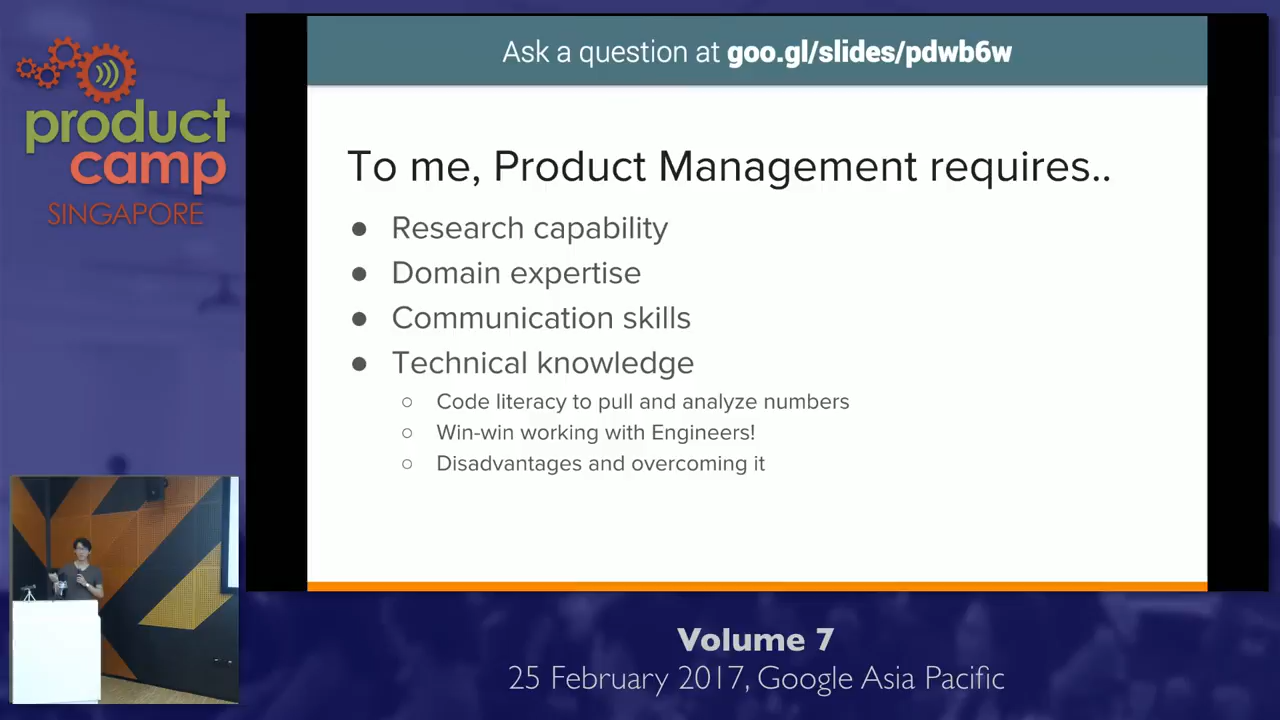 product
camp
SINGAPORE
Ask a question at goo.gl/slides/pdwb6w
To me, Product Management requires..
● Research capability
● Domain expertise
● Communication skills
● Technical knowledge
○ Code literacy to pull and analyze numbers
○ Win-win working with Engineers!
○ Disadvantages and overcoming it
Volume 7
25 February 2017, Google Asia Pacific